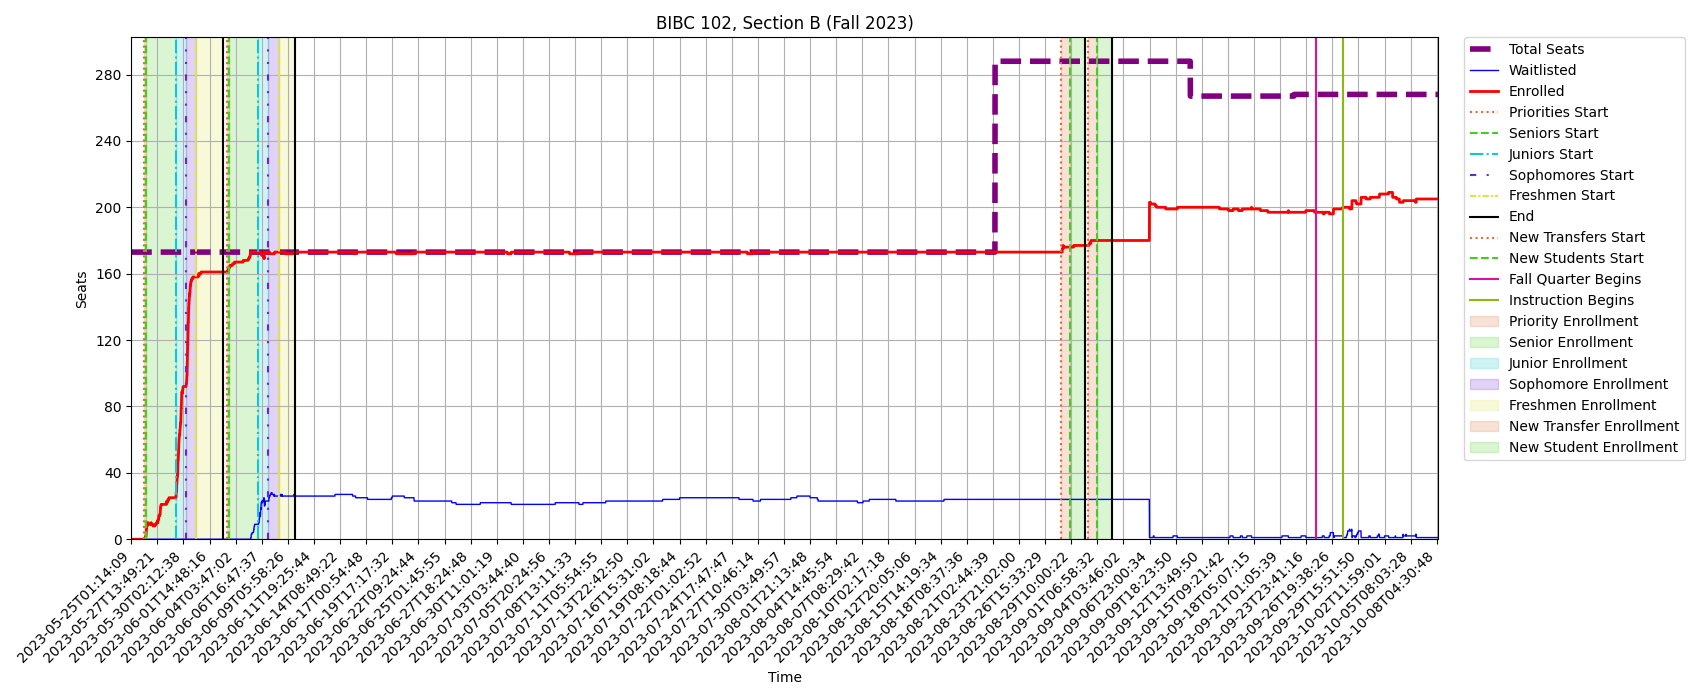 BIBC 102, Section B (Fall 2023)
Seats
280
240
200
160
120
80
40
0
2023-05-25T01:14:09
2023-05-27T13:49:21
2023-05-30T02:12:38
2023-06-01T14:48:16
2023-06-04T03:47:02
2023-06-06T16:47:37
2023-06-09T05:58:26
2023-06-11T19:25:44
2023-06-14T08:49:22
2023-06-17T00:54:48
2023-06-19T17:17:32
2023-06-22T09:24:44
2023-06-25T01:45:55
2023-06-27T18:24:48
2023-06-30T11:01:19
2023-07-03T03:44:40
2023-07-05T20:24:56
2023-07-08T13:11:33
2023-07-11T05:54:55
2023-07-13T22:42:50
2023-07-16T15:31:02
2023-07-19T08:18:44
2023-07-22T01:02:52
2023-07-24T17:47:47
2023-07-27T10:46:14
2023-07-30T03:49:57
2023-08-01T21:13:48
2023-08-04T14:45:54
2023-08-07T08:29:42
2023-08-10T02:17:18
2023-08-12T20:05:06
2023-08-15T14:19:34
2023-08-18T08:37:36
2023-08-21T02:44:39
2023-08-23T21:02:00
2023-08-26T15:33:29
2023-08-29T10:00:22
2023-09-01T06:58:32
2023-09-04T03:46:02
2023-09-06T23:00:34
2023-09-09T18:23:50
2023-09-12T13:49:50
2023-09-15T09:21:42
2023-09-18T05:07:15
2023-09-21T01:05:39
2023-09-23T23:41:16
2023-09-26T19:38:26
2023-09-29T15:51:50
2023-10-02T11:59:01
2023-10-05T08:03:28
2023-10-08T04:30:48
Time
Total Seats
Waitlisted
Enrolled
Priorities Start
Seniors Start
Juniors Start
Sophomores Start
Freshmen Start
End
New Transfers Start
New Students Start
Fall Quarter Begins
Instruction Begins
Priority Enrollment
Senior Enrollment
Junior Enrollment
Sophomore Enrollment
Freshmen Enrollment
New Transfer Enrollment
New Student Enrollment